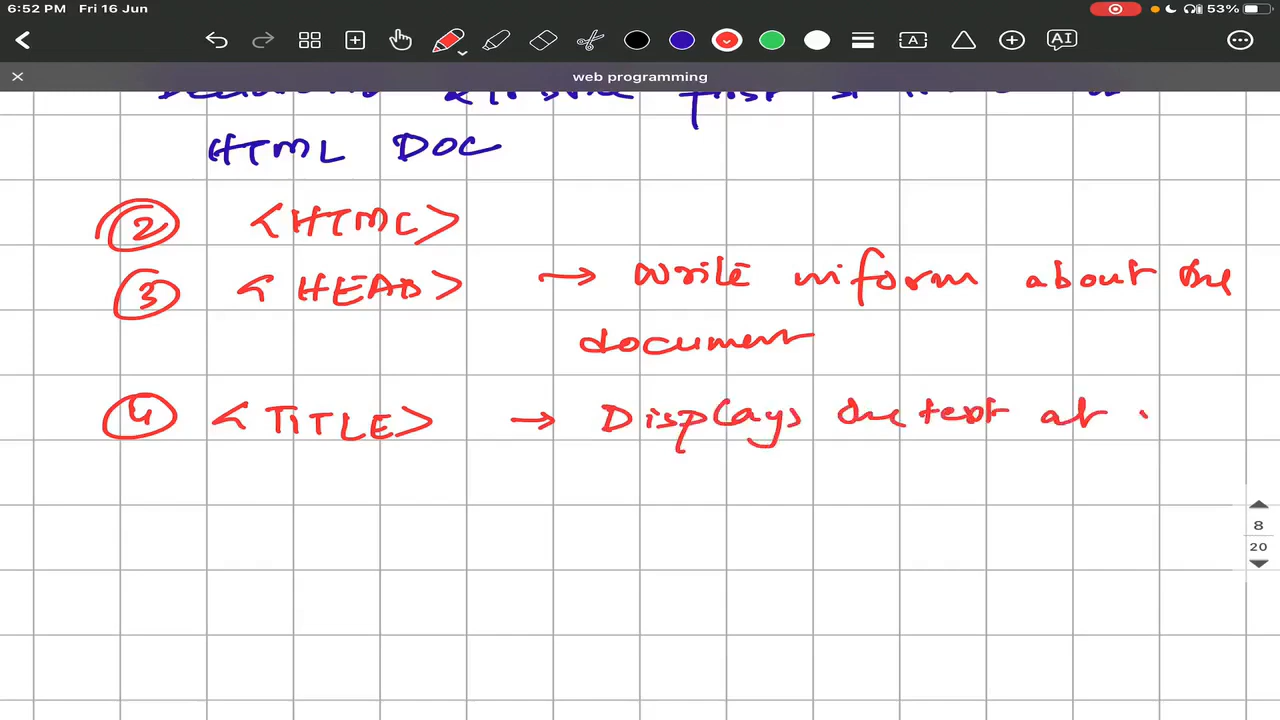 6:52 PM Fri 16 Jun 53%
AI
web programming
HTML DOC
2 <HTML>
3 <HEAD> → Write inform about the
document
4 <TITLE> → Displays the text at
8
20